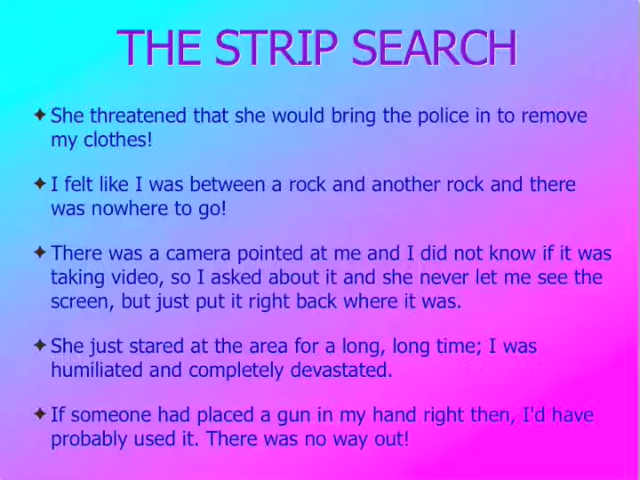 THE STRIP SEARCH
✦ She threatened that she would bring the police in to remove
my clothes!
✦ I felt like I was between a rock and another rock and there
was nowhere to go!
✦ There was a camera pointed at me and I did not know if it was
taking video, so I asked about it and she never let me see the
screen, but just put it right back where it was.
✦ She just stared at the area for a long, long time; I was
humiliated and completely devastated.
✦ If someone had placed a gun in my hand right then, I'd have
probably used it. There was no way out!